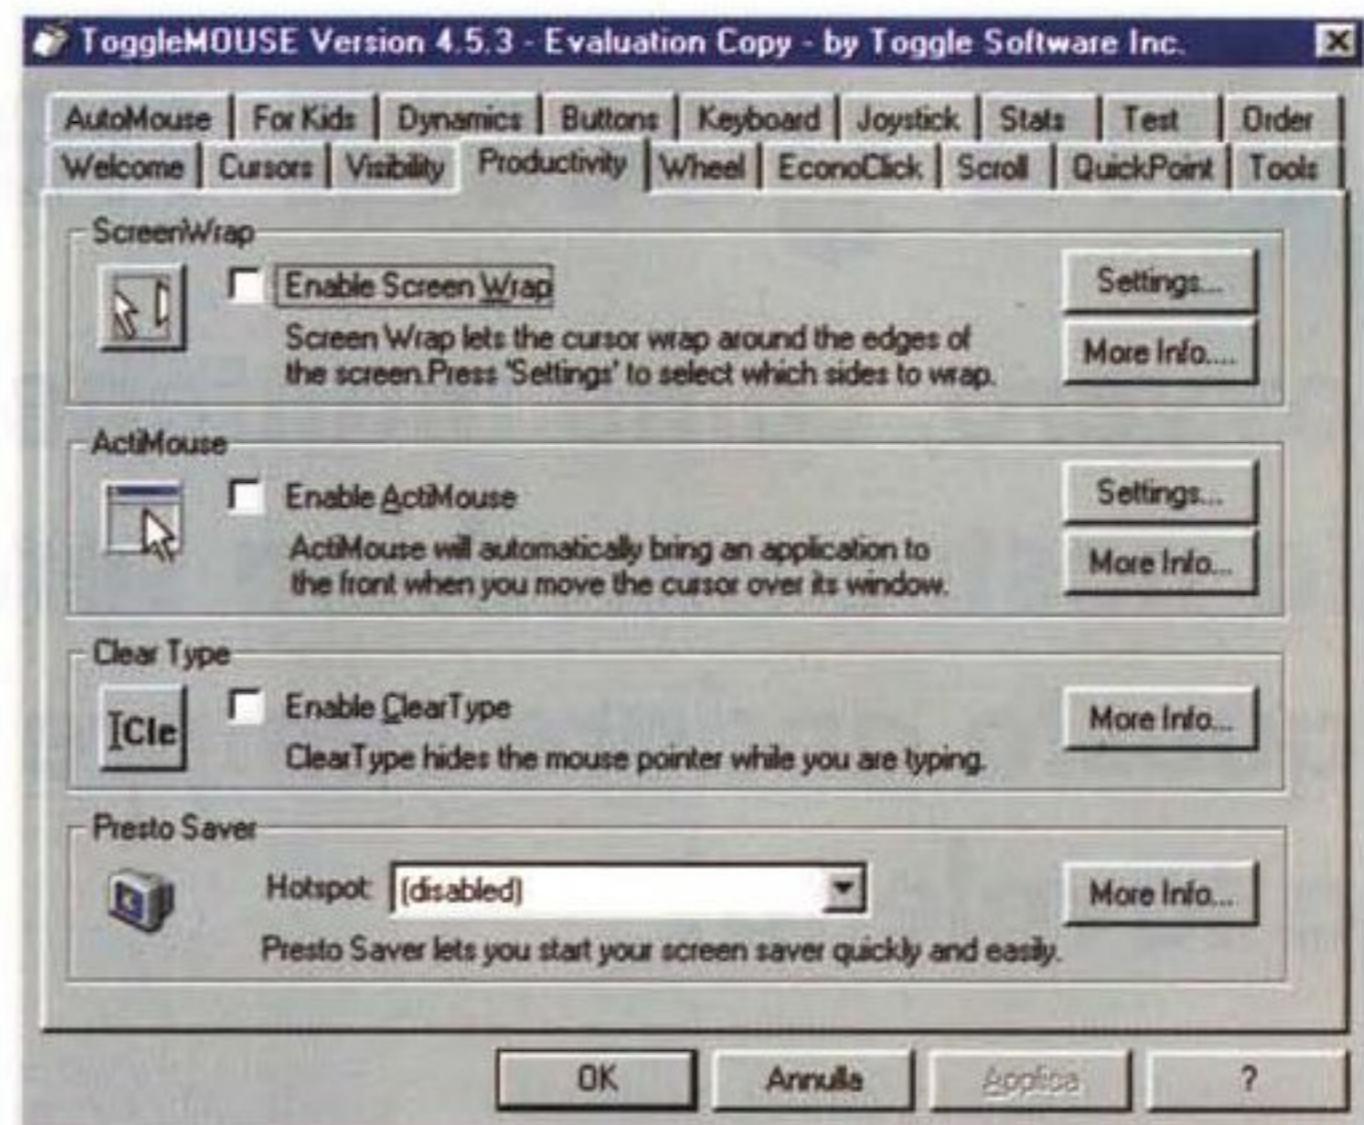 ToggleMOUSE Version 4.5.3 - Evaluation Copy - by Toggle Software Inc.
AutoMouse For Kids Dynamics Buttons Keyboard Joystick Stats Test Order
Welcome Cursors Visibility Productivity Wheel EconoClick Scroll QuickPoint Tools
ScreenWrap
Enable Screen Wrap
Settings...
Screen Wrap lets the cursor wrap around the edges of
the screen.Press 'Settings' to select which sides to wrap.
More Info....
ActiMouse
Enable ActiMouse
Settings...
ActiMouse will automatically bring an application to
the front when you move the cursor over its window.
More Info...
Clear Type
ICle
Enable ClearType
ClearType hides the mouse pointer while you are typing.
More Info...
Presto Saver
Hotspot: (disabled)
More Info...
Presto Saver lets you start your screen saver quickly and easily.
OK Annulla Applica ?